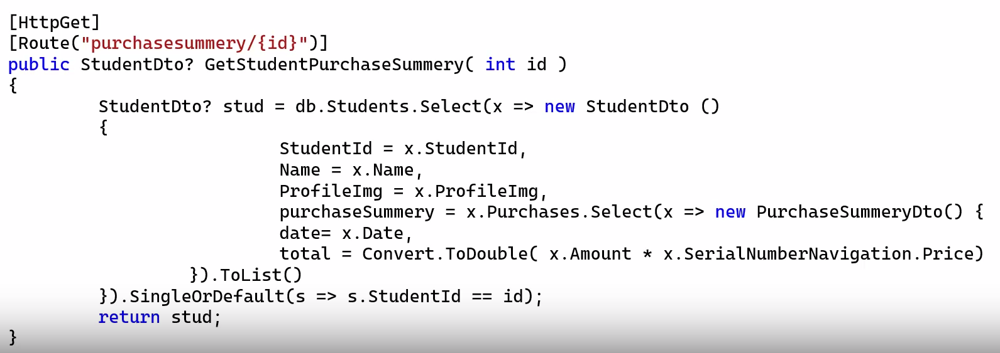 [HttpGet]
[Route("purchasesummery/{id}")]
public StudentDto? GetStudentPurchaseSummery( int id )
{
StudentDto? stud = db.Students.Select(x => new StudentDto ()
{
StudentId = x.StudentId,
Name = x.Name,
ProfileImg = x.ProfileImg,
purchaseSummery = x.Purchases.Select(x => new PurchaseSummeryDto() {
date= x.Date,
total = Convert.ToDouble( x.Amount * x.SerialNumberNavigation.Price)
}).ToList()
}).SingleOrDefault(s => s.StudentId == id);
return stud;
}